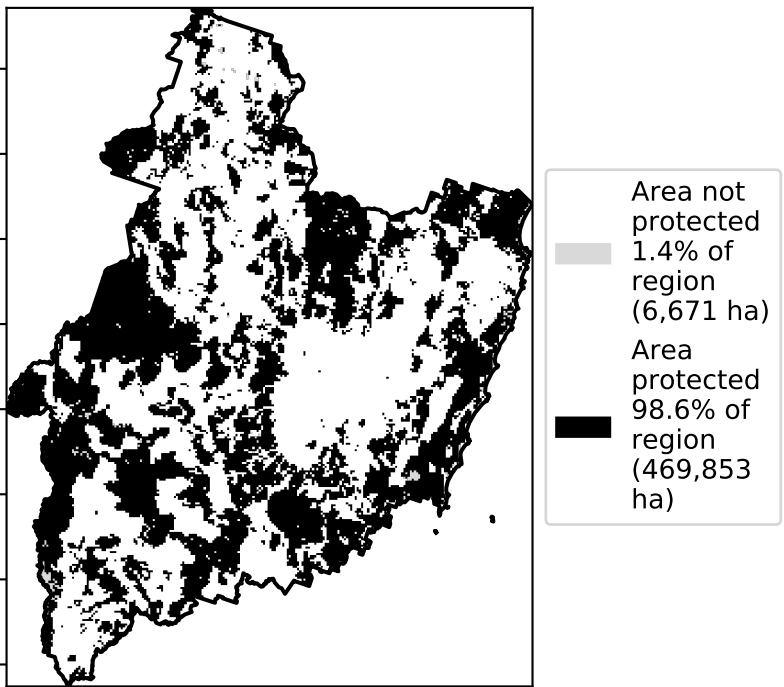 Area not
protected
1.4% of
region
(6,671 ha)
Area
protected
98.6% of
region
(469,853
ha)